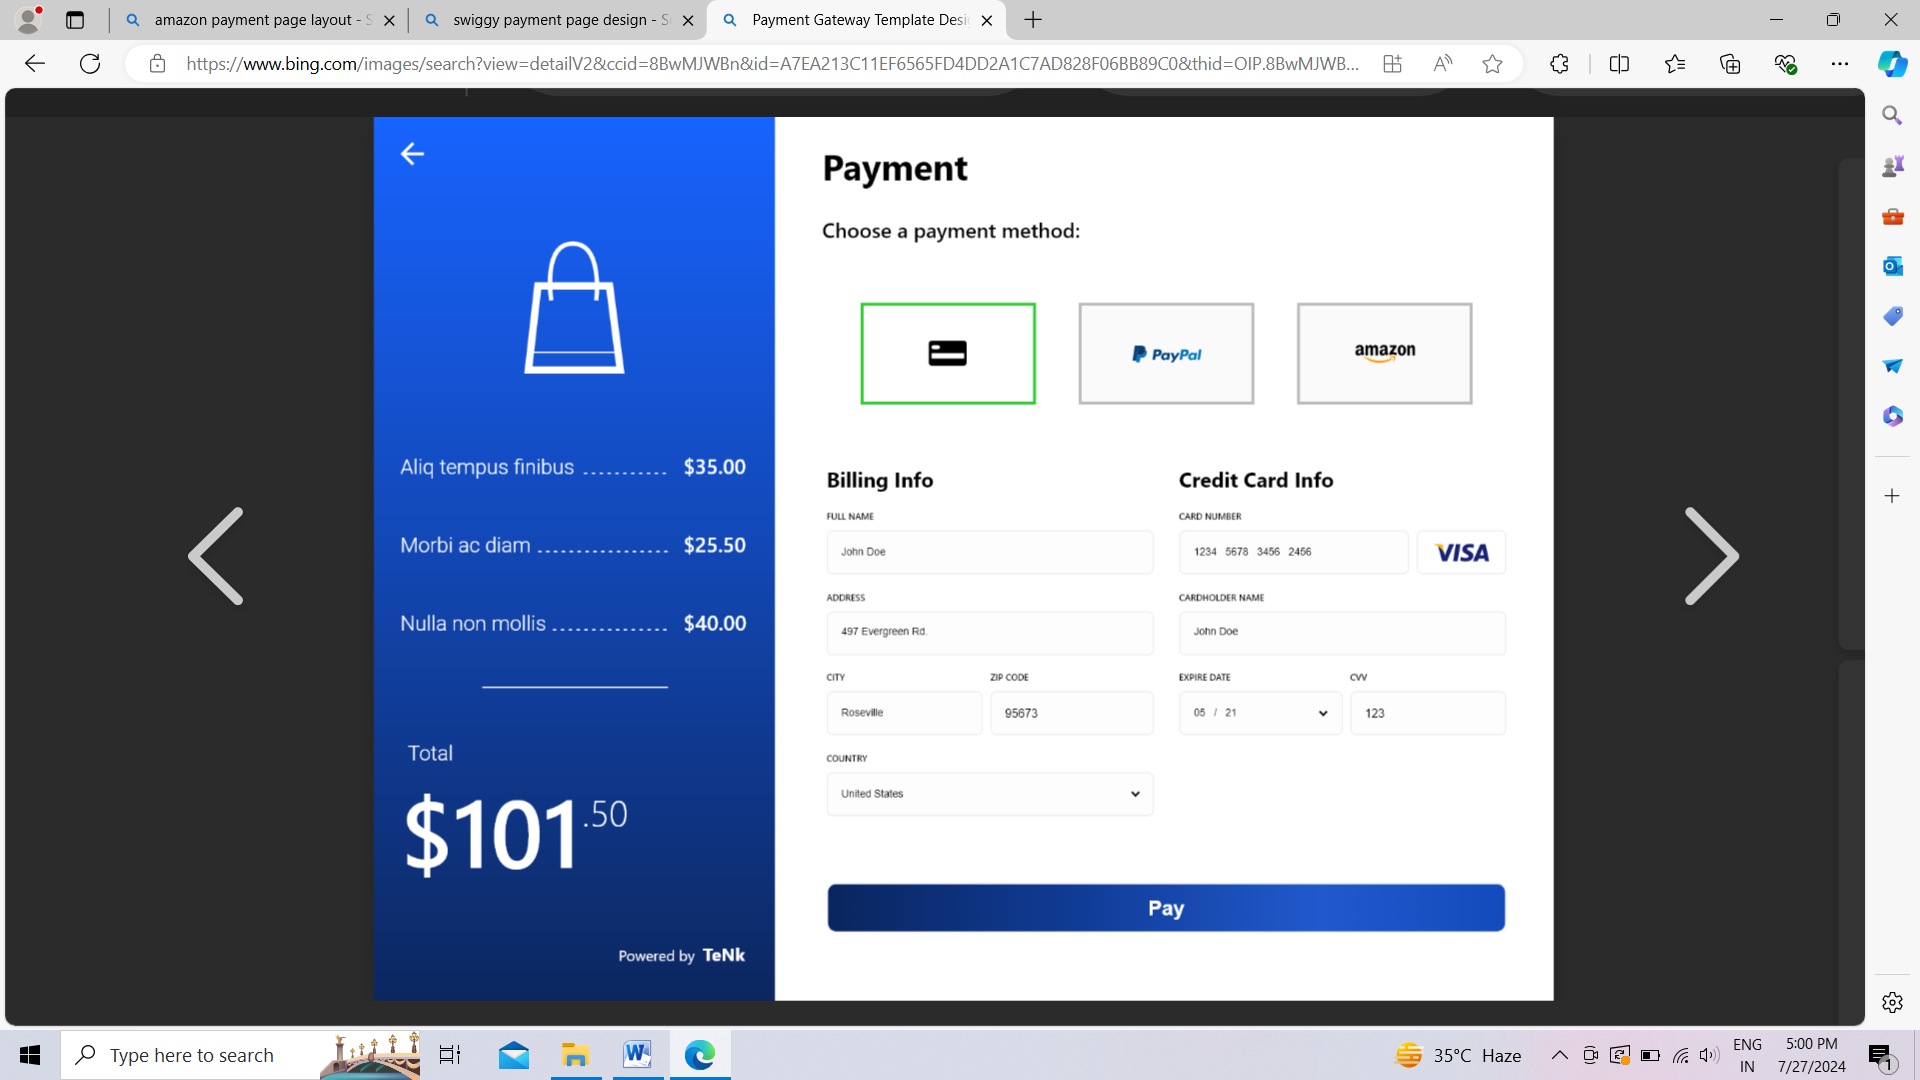 amazon payment page layout - S
swiggy payment page design - S
Payment Gateway Template Desi
https://www.bing.com/images/search?view=detailV2&ccid=8BwMJWBn&id=A7EA213C11EF6565FD4DD2A1C7AD828F06BB89C0&thid=OIP.8BwMJWB...
Payment
Choose a payment method:
PayPal
amazon
Aliq tempus finibus ........... $35.00
Morbi ac diam ................. $25.50
Nulla non mollis ............... $40.00
Total
$101.50
Powered by TeNk
Billing Info
FULL NAME
John Doe
ADDRESS
497 Evergreen Rd.
CITY
ZIP CODE
Roseville
95673
COUNTRY
United States
Credit Card Info
CARD NUMBER
1234 5678 3456 2456
VISA
CARDHOLDER NAME
John Doe
EXPIRE DATE
CVV
05 / 21
123
Pay
Type here to search
35°C Haze
ENG
IN
5:00 PM
7/27/2024
1